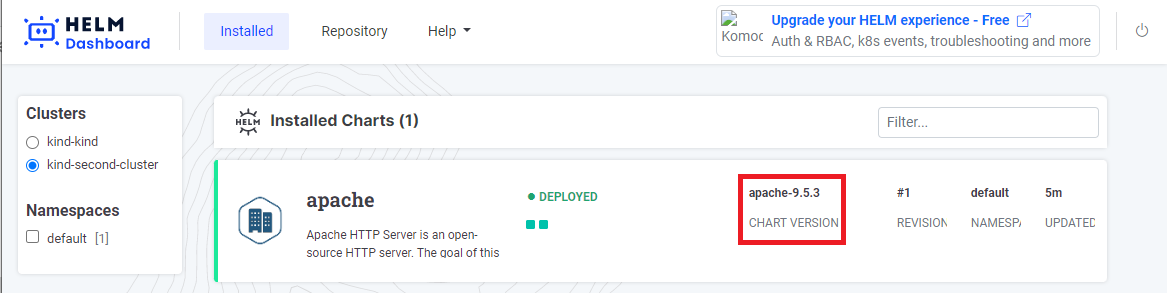 HELM
Dashboard
Installed
Repository
Help
Komod
Upgrade your HELM experience - Free
Auth & RBAC, k8s events, troubleshooting and more
Clusters
kind-kind
kind-second-cluster
Namespaces
default [1]
HELM
Installed Charts (1)
Filter...
apache
Apache HTTP Server is an open-
source HTTP server. The goal of this
DEPLOYED
apache-9.5.3
CHART VERSION
#1
REVISION
default
NAMESPA
5m
UPDATED